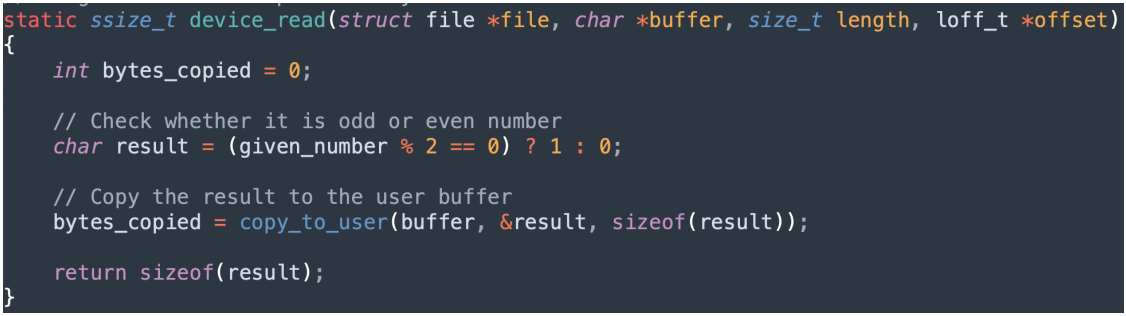 static ssize_t device_read(struct file *file, char *buffer, size_t length, loff_t *offset)
{
    int bytes_copied = 0;

    // Check whether it is odd or even number
    char result = (given_number % 2 == 0) ? 1 : 0;

    // Copy the result to the user buffer
    bytes_copied = copy_to_user(buffer, &result, sizeof(result));

    return sizeof(result);
}